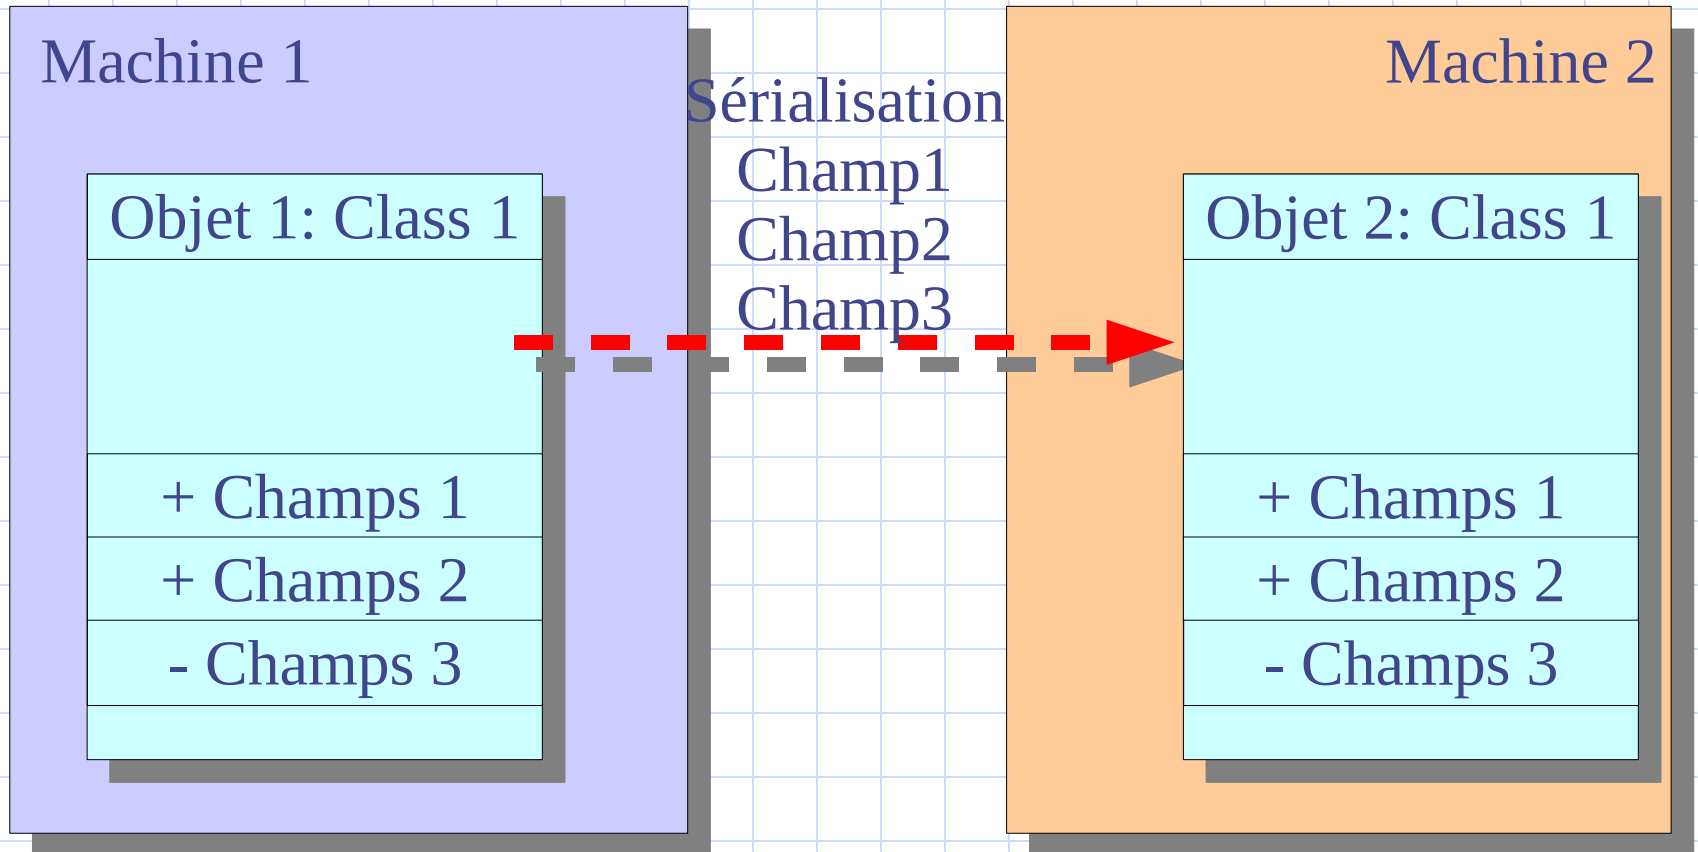 Machine 1
Objet 1: Class 1
+ Champs 1
+ Champs 2
- Champs 3
Sérialisation
Champ1
Champ2
Champ3
Machine 2
Objet 2: Class 1
+ Champs 1
+ Champs 2
- Champs 3